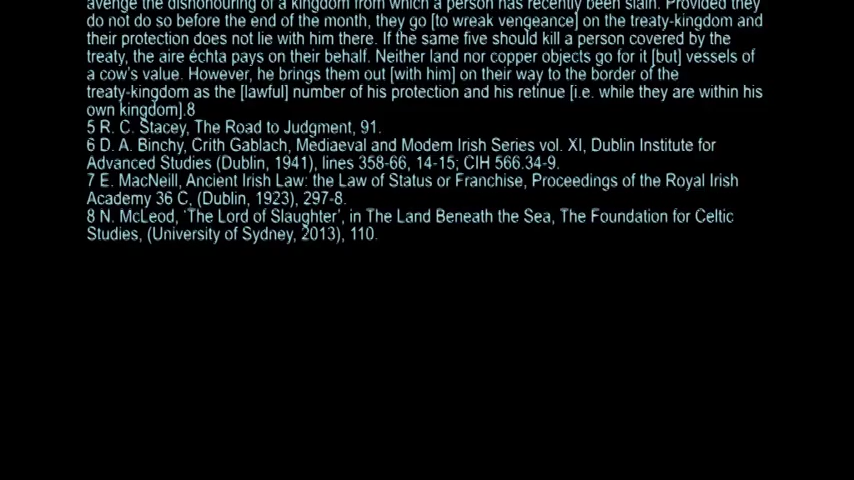 avenge the dishonouring of a kingdom from which a person has recently been slain. Provided they
do not do so before the end of the month, they go [to wreak vengeance] on the treaty-kingdom and
their protection does not lie with him there. If the same five should kill a person covered by the
treaty, the aire échta pays on their behalf. Neither land nor copper objects go for it [but] vessels of
a cow's value. However, he brings them out [with him] on their way to the border of the
treaty-kingdom as the [lawful] number of his protection and his retinue [i.e. while they are within his
own kingdom].8
5 R. C. Stacey, The Road to Judgment, 91.
6 D. A. Binchy, Crith Gablach, Mediaeval and Modern Irish Series vol. XI, Dublin Institute for
Advanced Studies (Dublin, 1941), lines 358-66, 14-15; CIH 566.34-9.
7 E. MacNeill, Ancient Irish Law: the Law of Status or Franchise, Proceedings of the Royal Irish
Academy 36 C, (Dublin, 1923), 297-8.
8 N. McLeod, 'The Lord of Slaughter', in The Land Beneath the Sea, The Foundation for Celtic
Studies, (University of Sydney, 2013), 110.